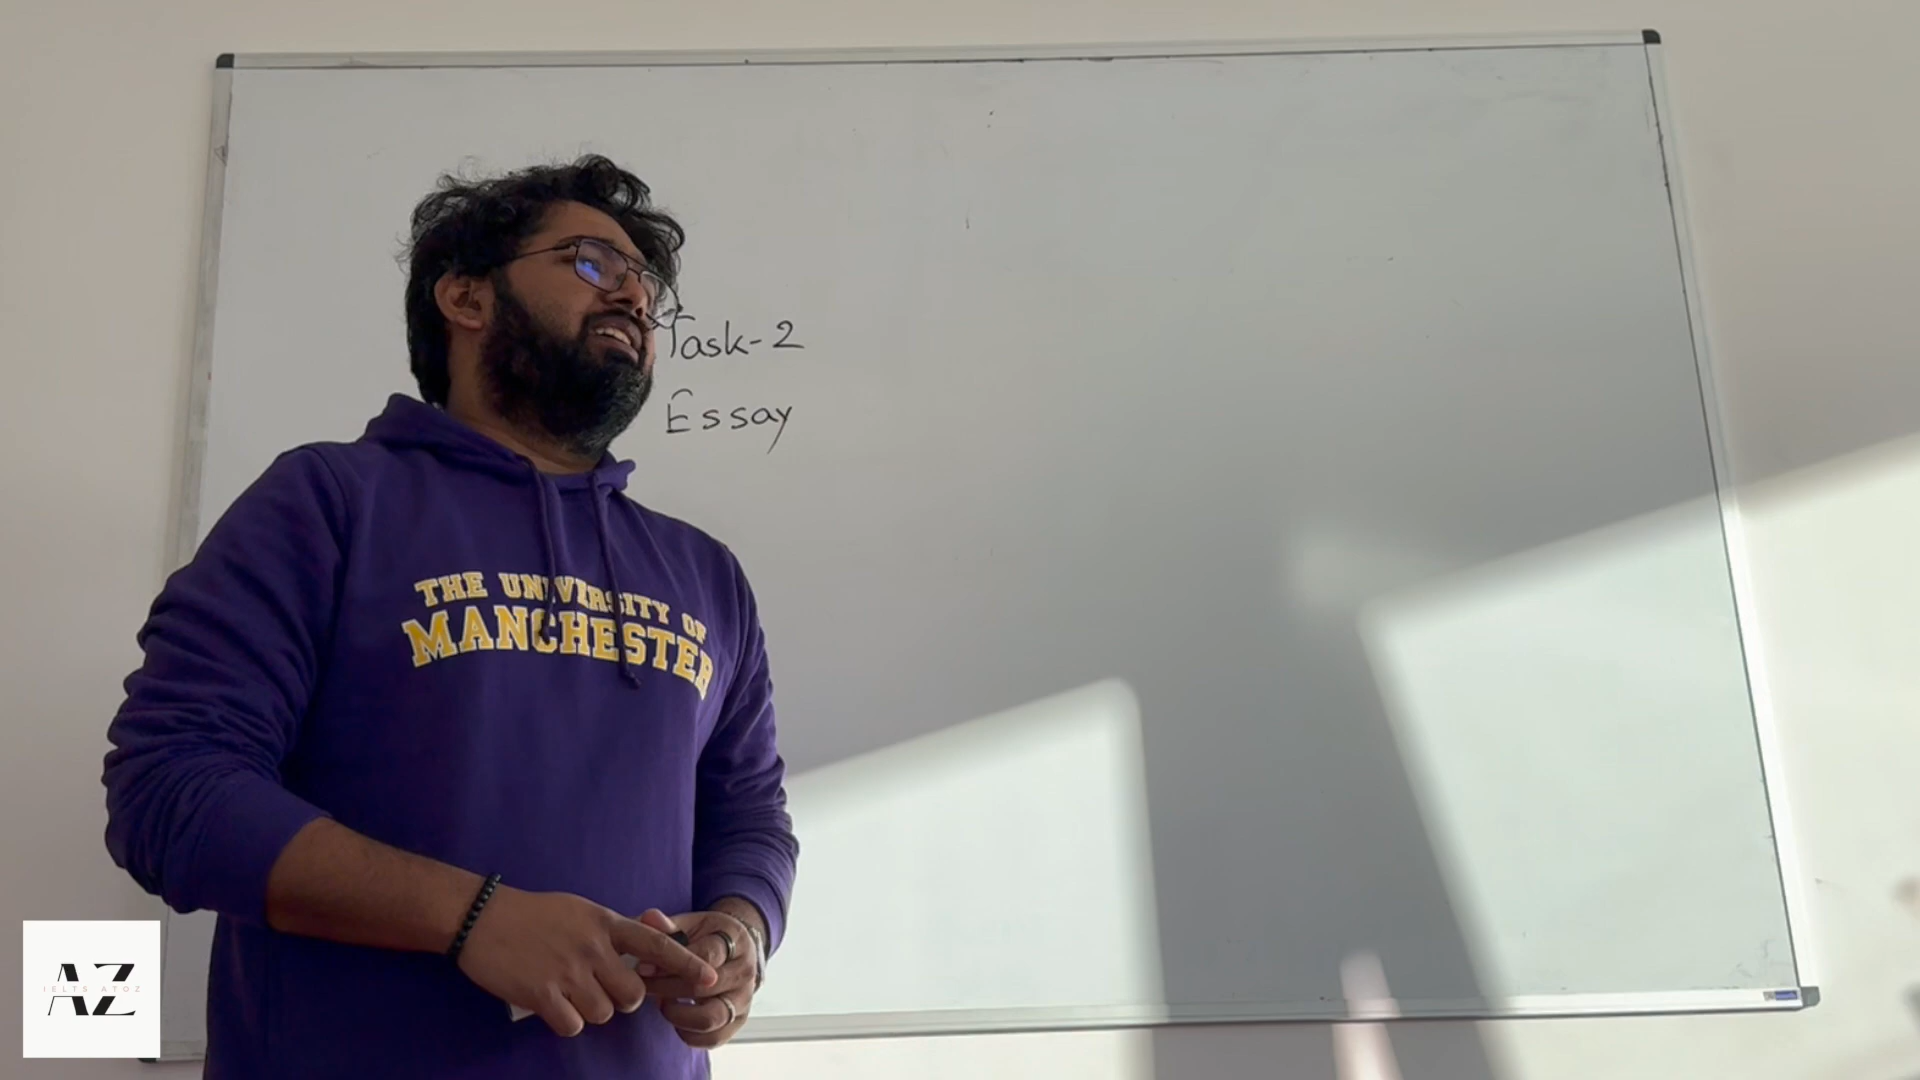 Task-2
Essay
THE UNIVERSITY OF
MANCHESTER
AZ
IELTS ATOZ